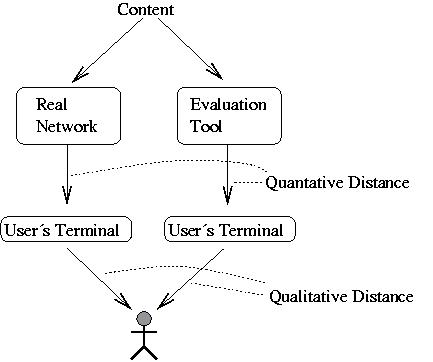 Content
Real
Network
Evaluation
Tool
Quantative Distance
User´s Terminal
User´s Terminal
Qualitative Distance